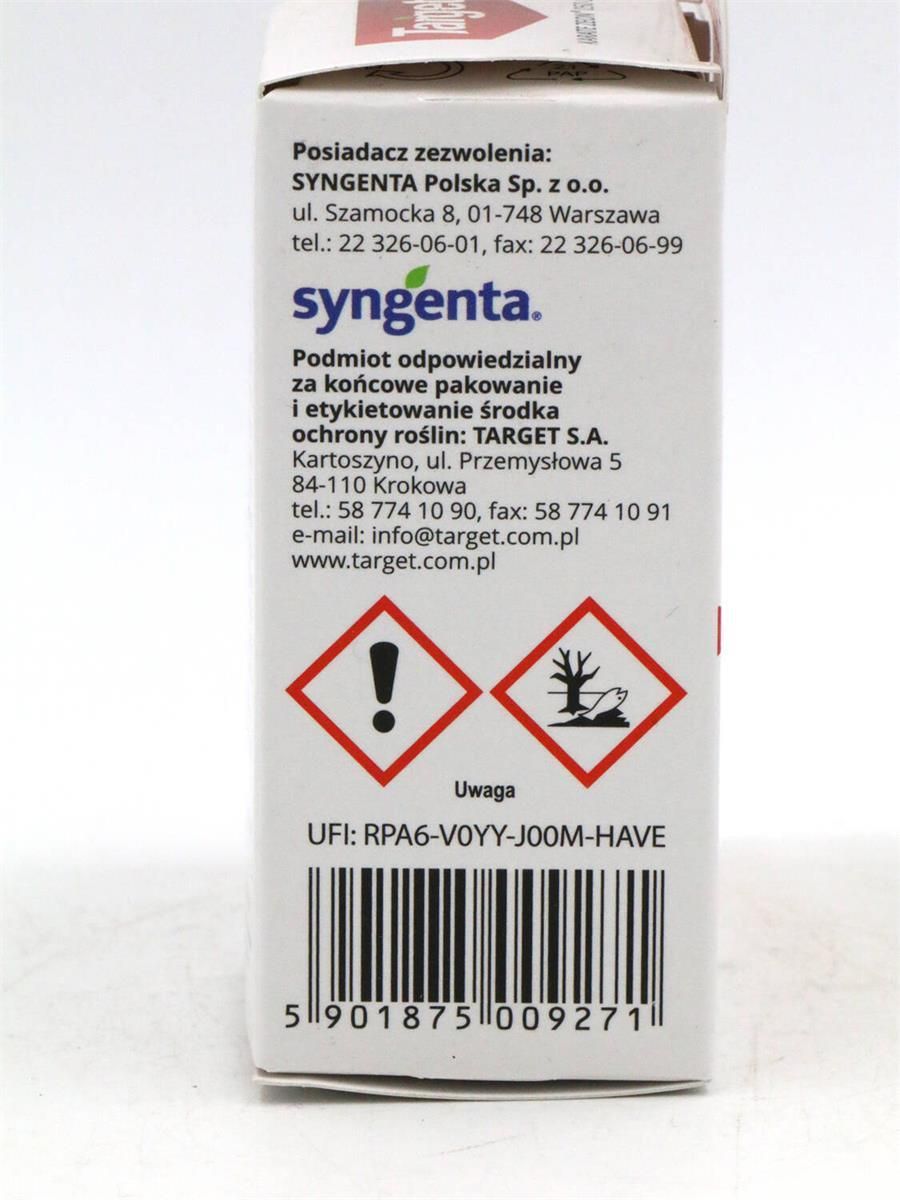 Target
PAP
Posiadacz zezwolenia:
SYNGENTA Polska Sp. z o.o.
ul. Szamocka 8, 01-748 Warszawa
tel.: 22 326-06-01, fax: 22 326-06-99
syngenta®
Podmiot odpowiedzialny
za końcowe pakowanie
i etykietowanie środka
ochrony roślin: TARGET S.A.
Kartoszyno, ul. Przemysłowa 5
84-110 Krokowa
tel.: 58 774 10 90, fax: 58 774 10 91
e-mail: info@target.com.pl
www.target.com.pl
Uwaga
UFI: RPA6-V0YY-J00M-HAVE
5 901875 009271